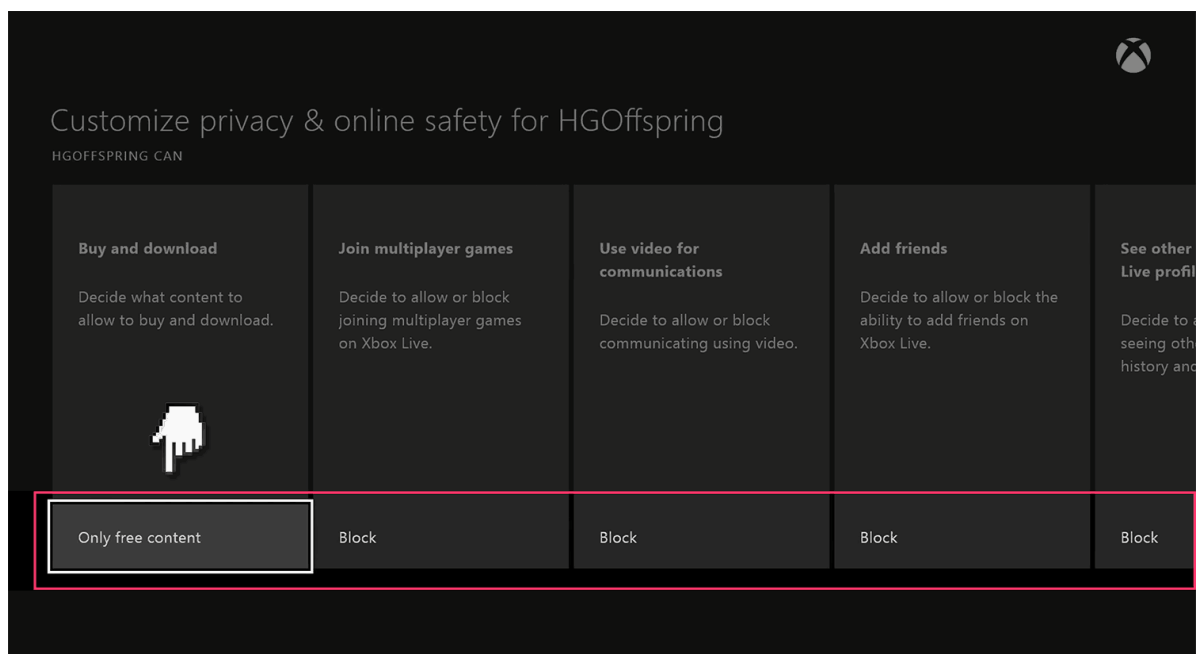 Customize privacy & online safety for HGOffspring
HGOFFSPRING CAN
Buy and download
Decide what content to
allow to buy and download.
Only free content
Join multiplayer games
Decide to allow or block
joining multiplayer games
on Xbox Live.
Block
Use video for
communications
Decide to allow or block
communicating using video.
Block
Add friends
Decide to allow or block the
ability to add friends on
Xbox Live.
Block
See other
Live
Decide to
seeing
history
Block